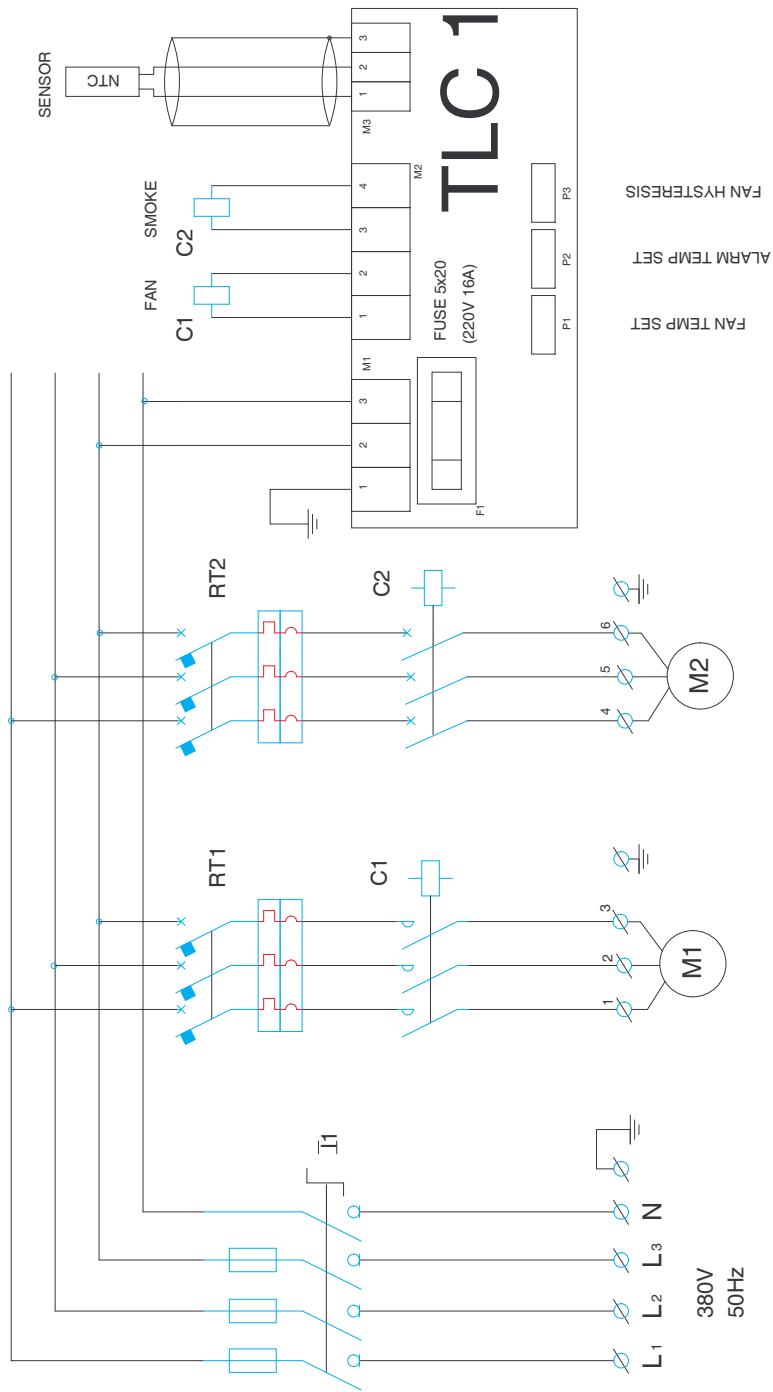 SENSOR
NTC
1
2
3
M3
TLC 1
FAN
C1
SMOKE
C2
1
2
3
4
M2
M1
1
2
3
FUSE 5x20
(220V 16A)
F1
P1
P2
P3
FAN TEMP SET
ALARM TEMP SET
FAN HYSTERESIS
RT2
C2
4
5
6
M2
RT1
C1
1
2
3
M1
I1
L1
L2
L3
N
380V
50Hz